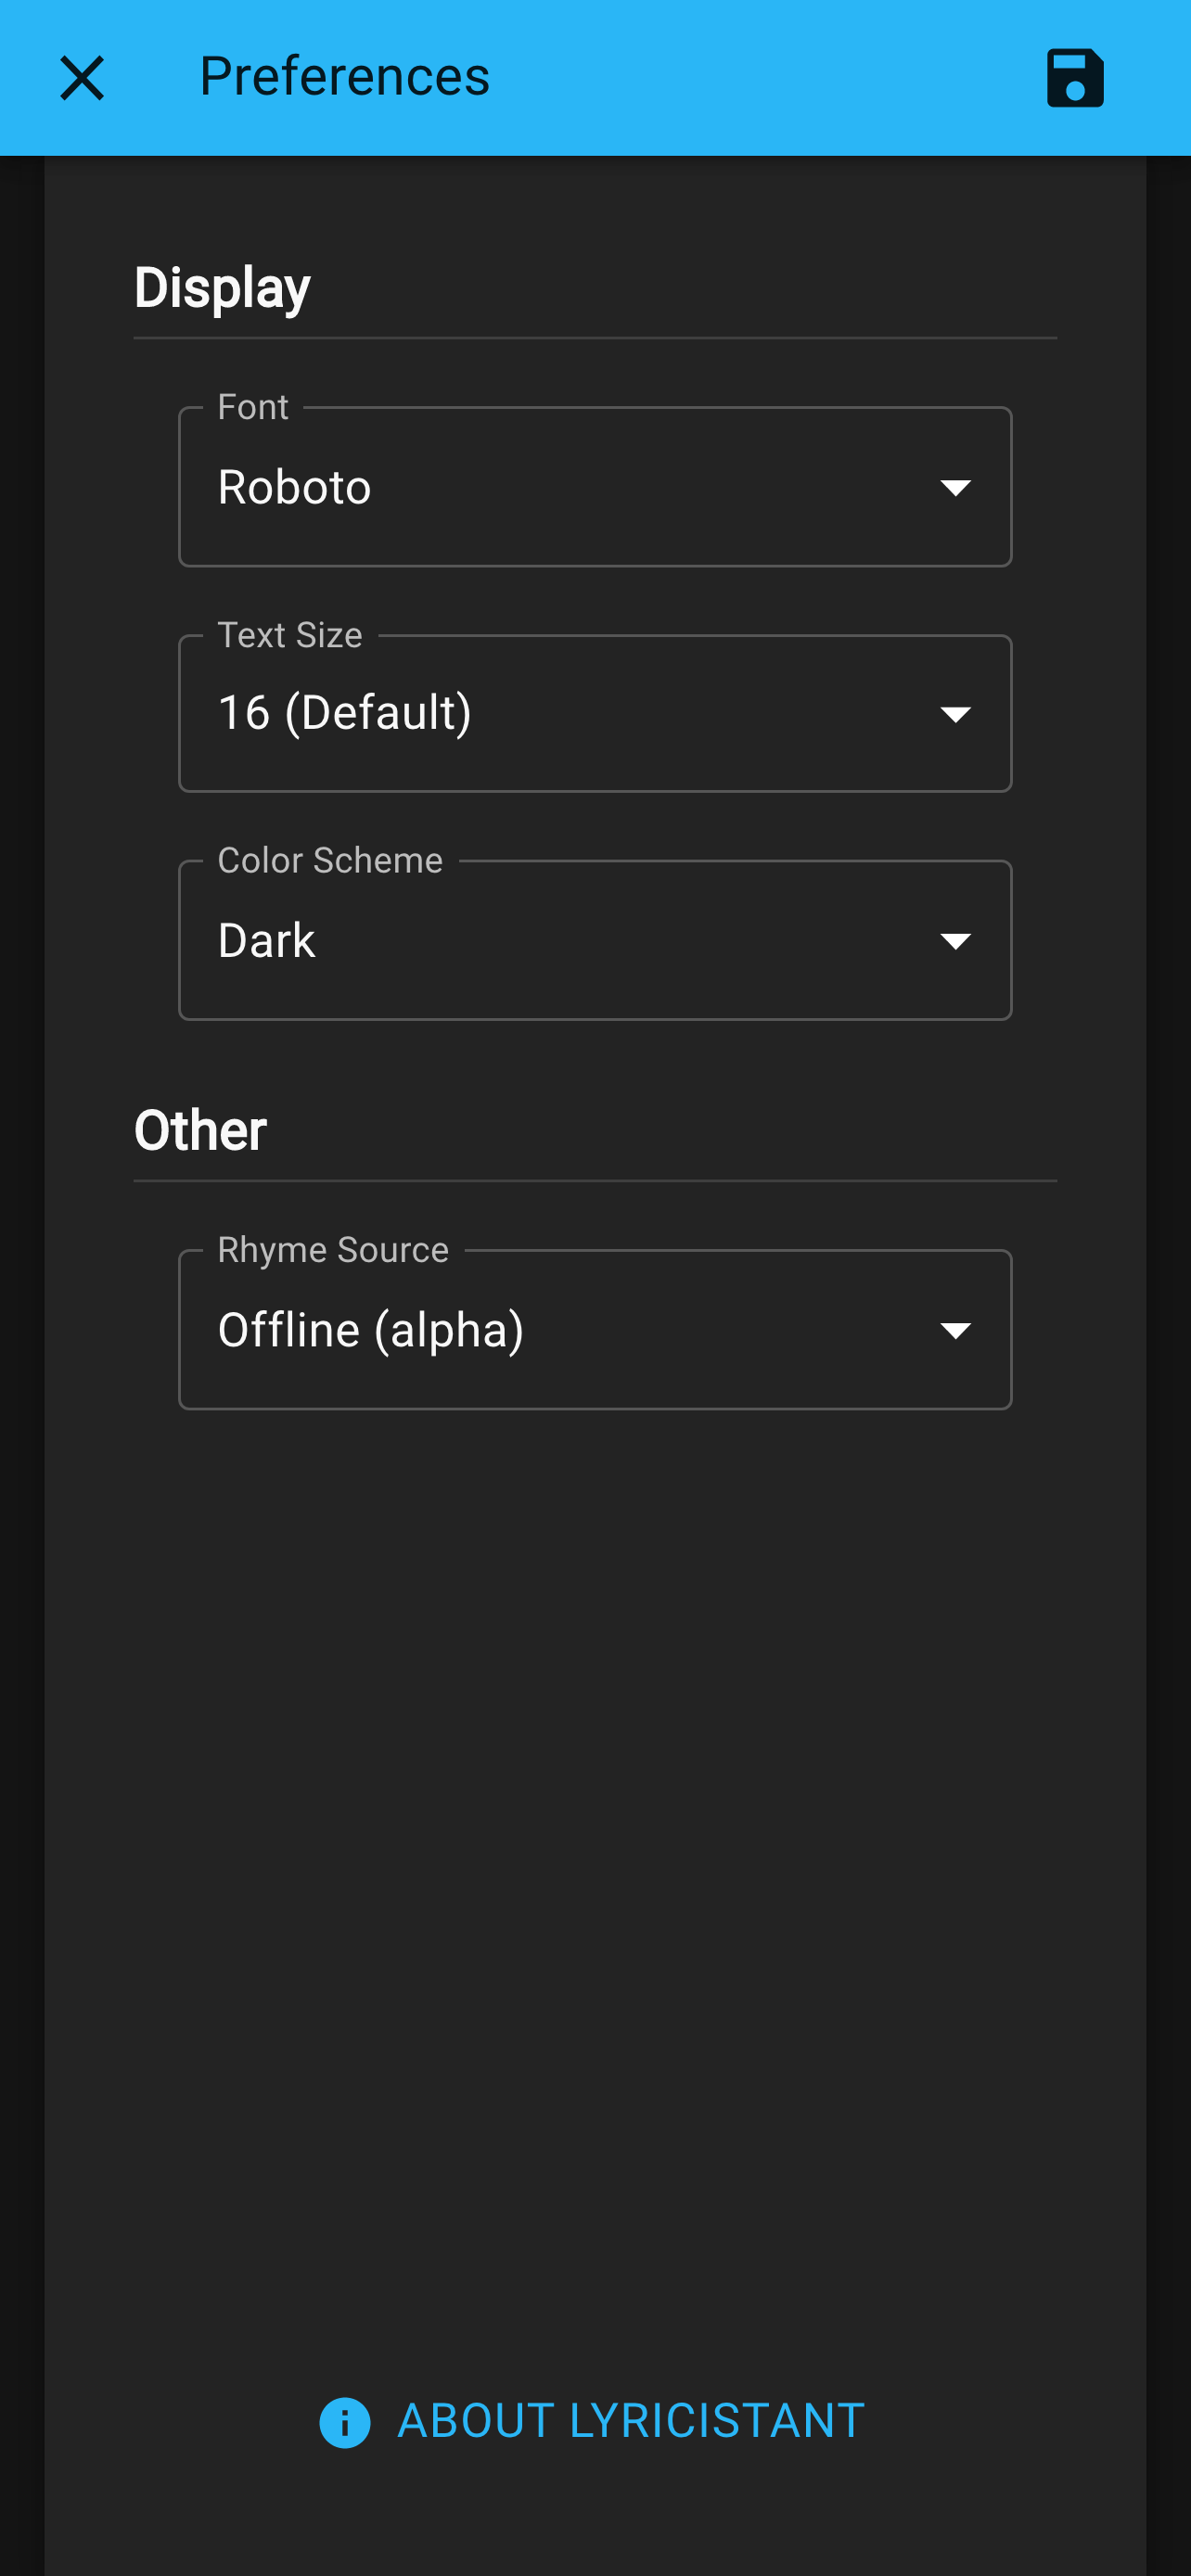 Preferences
Display
Font
Roboto
Text Size
16 (Default)
Color Scheme
Dark
Other
Rhyme Source
Offline (alpha)
ABOUT LYRICISTANT